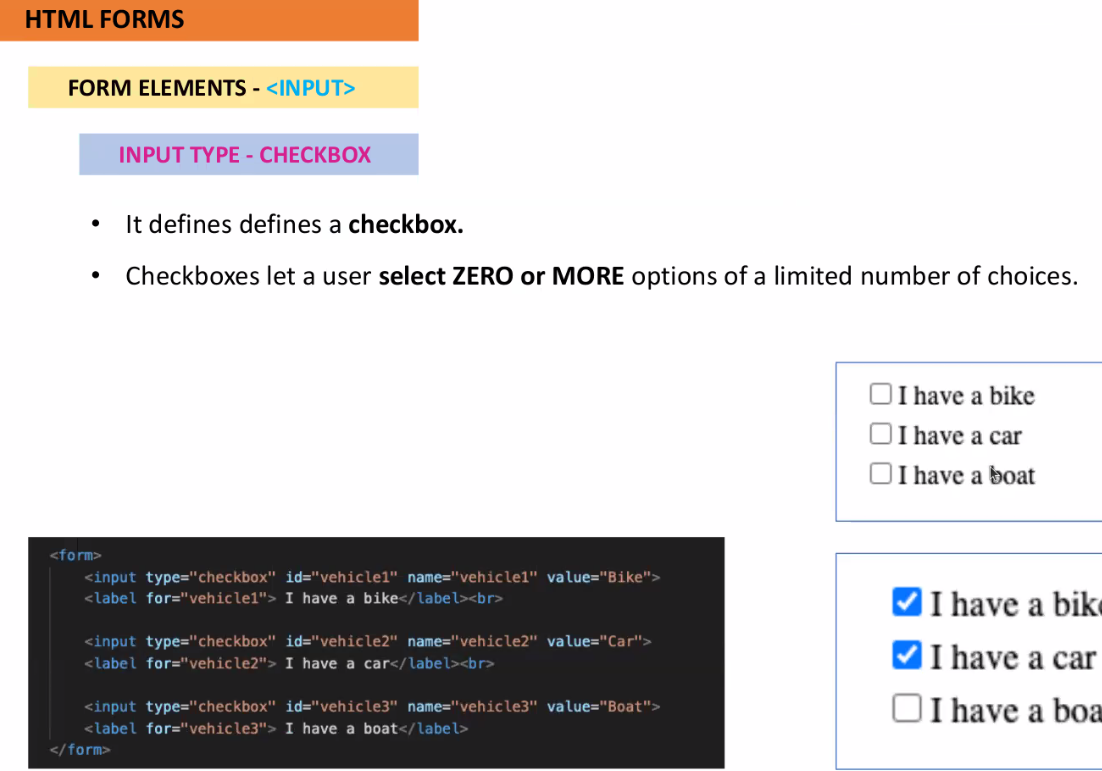 HTML FORMS
FORM ELEMENTS - <INPUT>
INPUT TYPE - CHECKBOX
• It defines defines a checkbox.
• Checkboxes let a user select ZERO or MORE options of a limited number of choices.
I have a bike
I have a car
I have a boat
<form>
<input type="checkbox" id="vehicle1" name="vehicle1" value="Bike">
<label for="vehicle1"> I have a bike</label><br>
<input type="checkbox" id="vehicle2" name="vehicle2" value="Car">
<label for="vehicle2"> I have a car</label><br>
<input type="checkbox" id="vehicle3" name="vehicle3" value="Boat">
<label for="vehicle3"> I have a boat</label>
</form>
I have a
I have a car
I have a